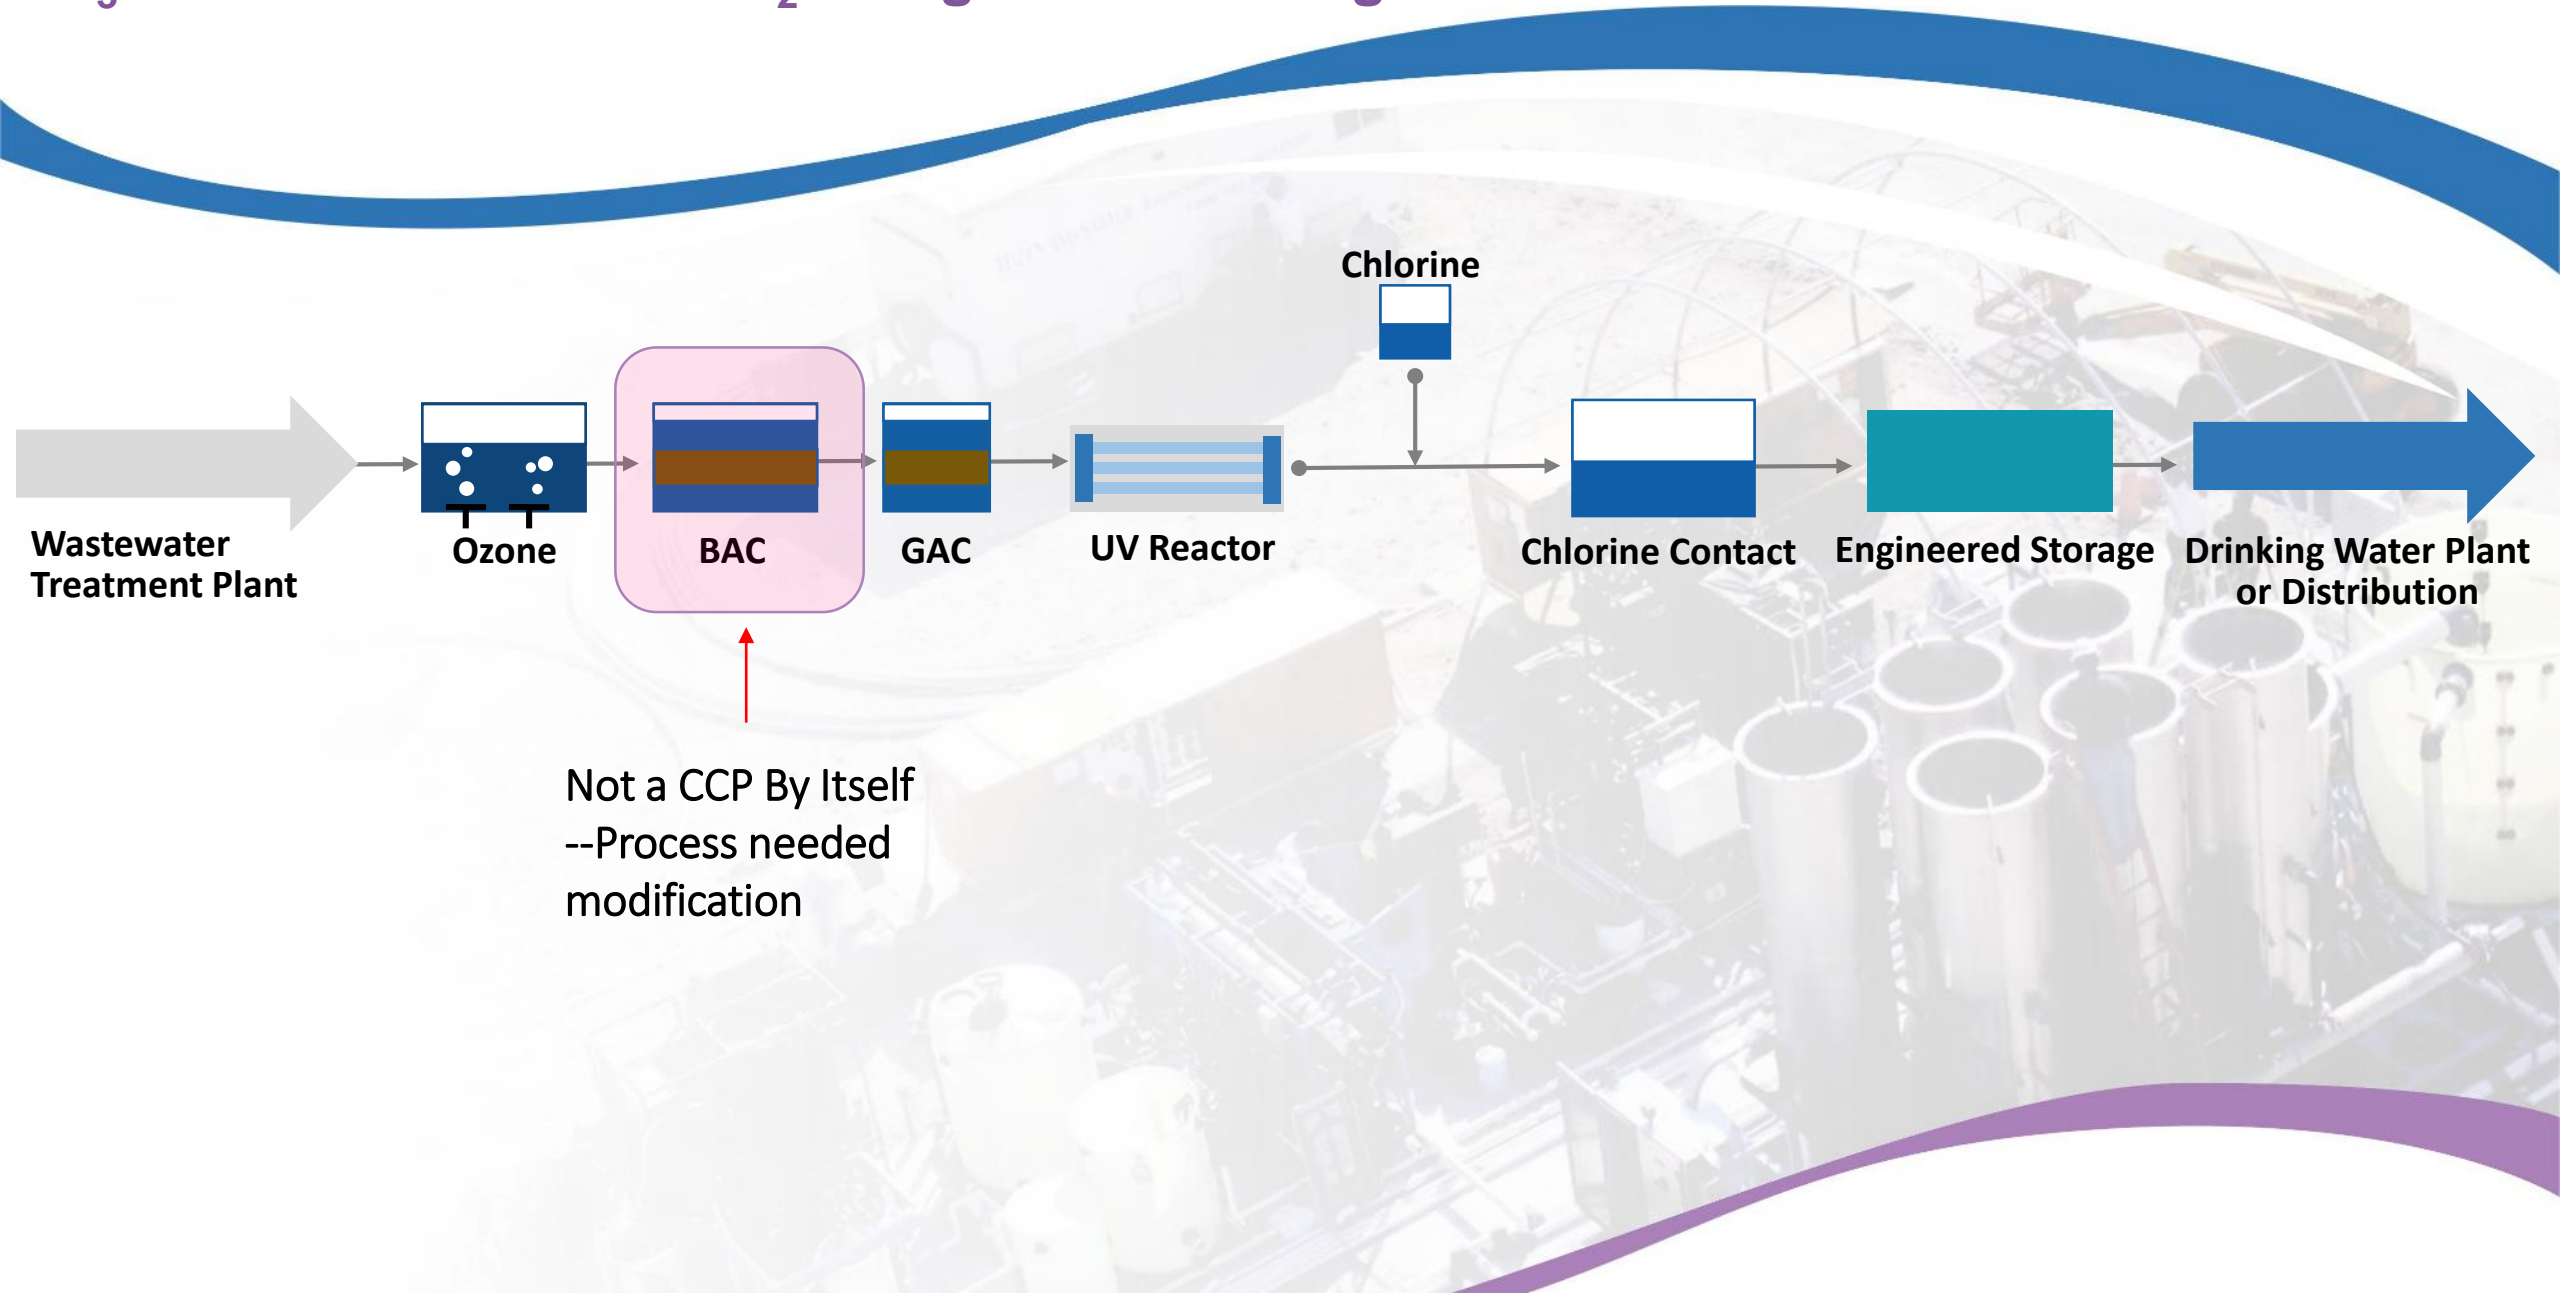 Chlorine
Wastewater
Treatment Plant
Ozone
BAC
GAC
UV Reactor
Chlorine Contact
Engineered Storage
Drinking Water Plant
or Distribution
Not a CCP By Itself
--Process needed
modification